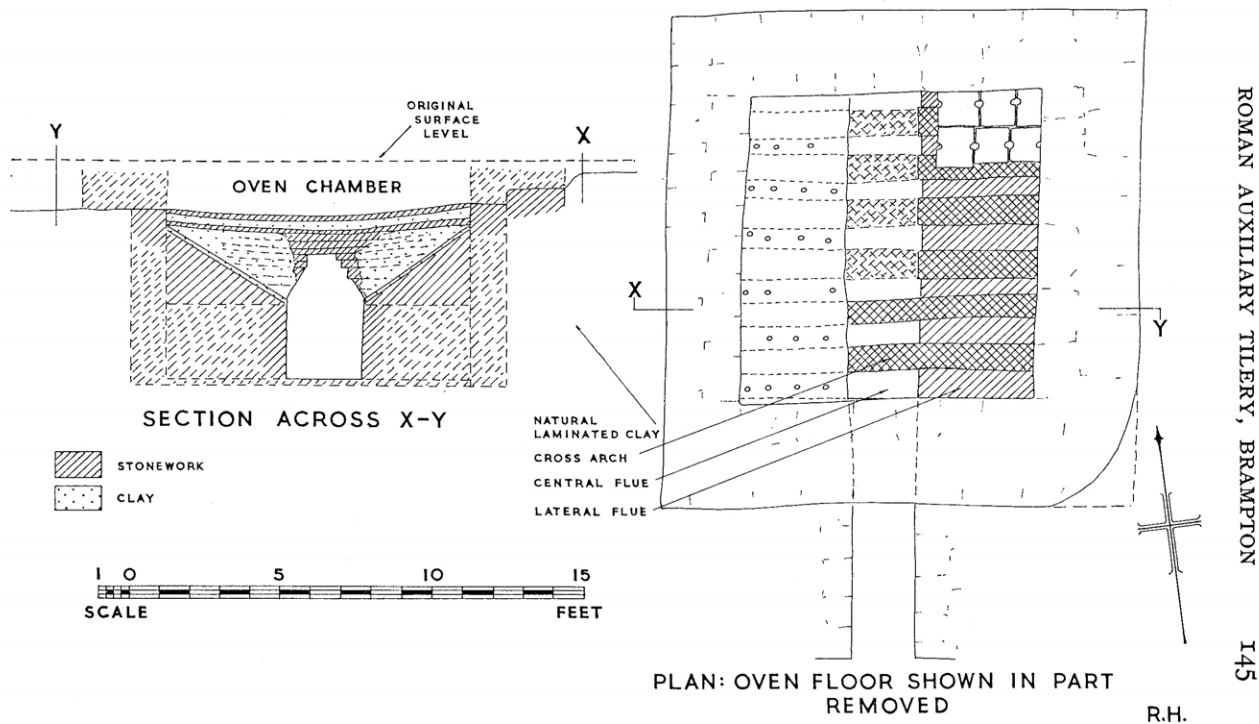 ORIGINAL
SURFACE
LEVEL
Y
X
OVEN CHAMBER
SECTION ACROSS X-Y
STONEWORK
CLAY
1 0 5 10 15
SCALE FEET
X
Y
NATURAL
LAMINATED CLAY
CROSS ARCH
CENTRAL FLUE
LATERAL FLUE
PLAN: OVEN FLOOR SHOWN IN PART
REMOVED
R.H.
ROMAN AUXILIARY TILERY, BRAMPTON 145